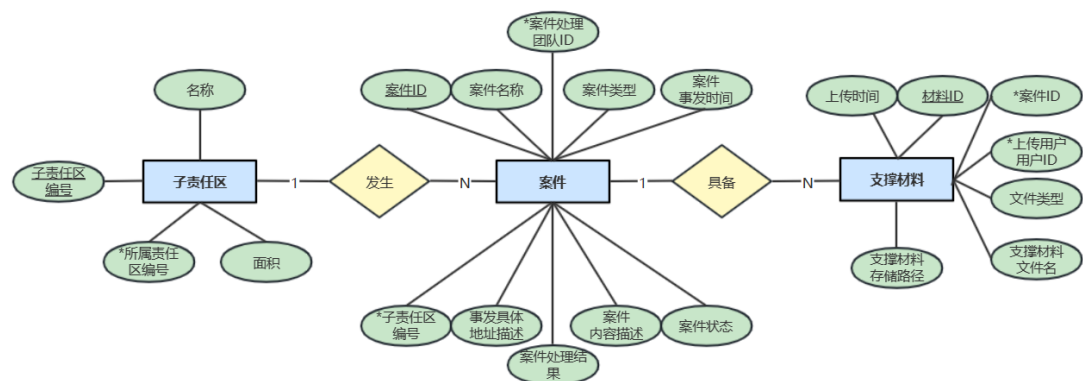 *案件处理
团队ID
名称
案件ID
案件名称
案件类型
案件
事发时间
上传时间
材料ID
*案件ID
子责任区
编号
子责任区
1
发生
N
案件
1
具备
N
支撑材料
*上传用户
用户ID
文件类型
*所属责任
区编号
面积
支撑材料
存储路径
支撑材料
文件名
*子责任区
编号
事发具体
地址描述
案件处理结
果
案件
内容描述
案件状态